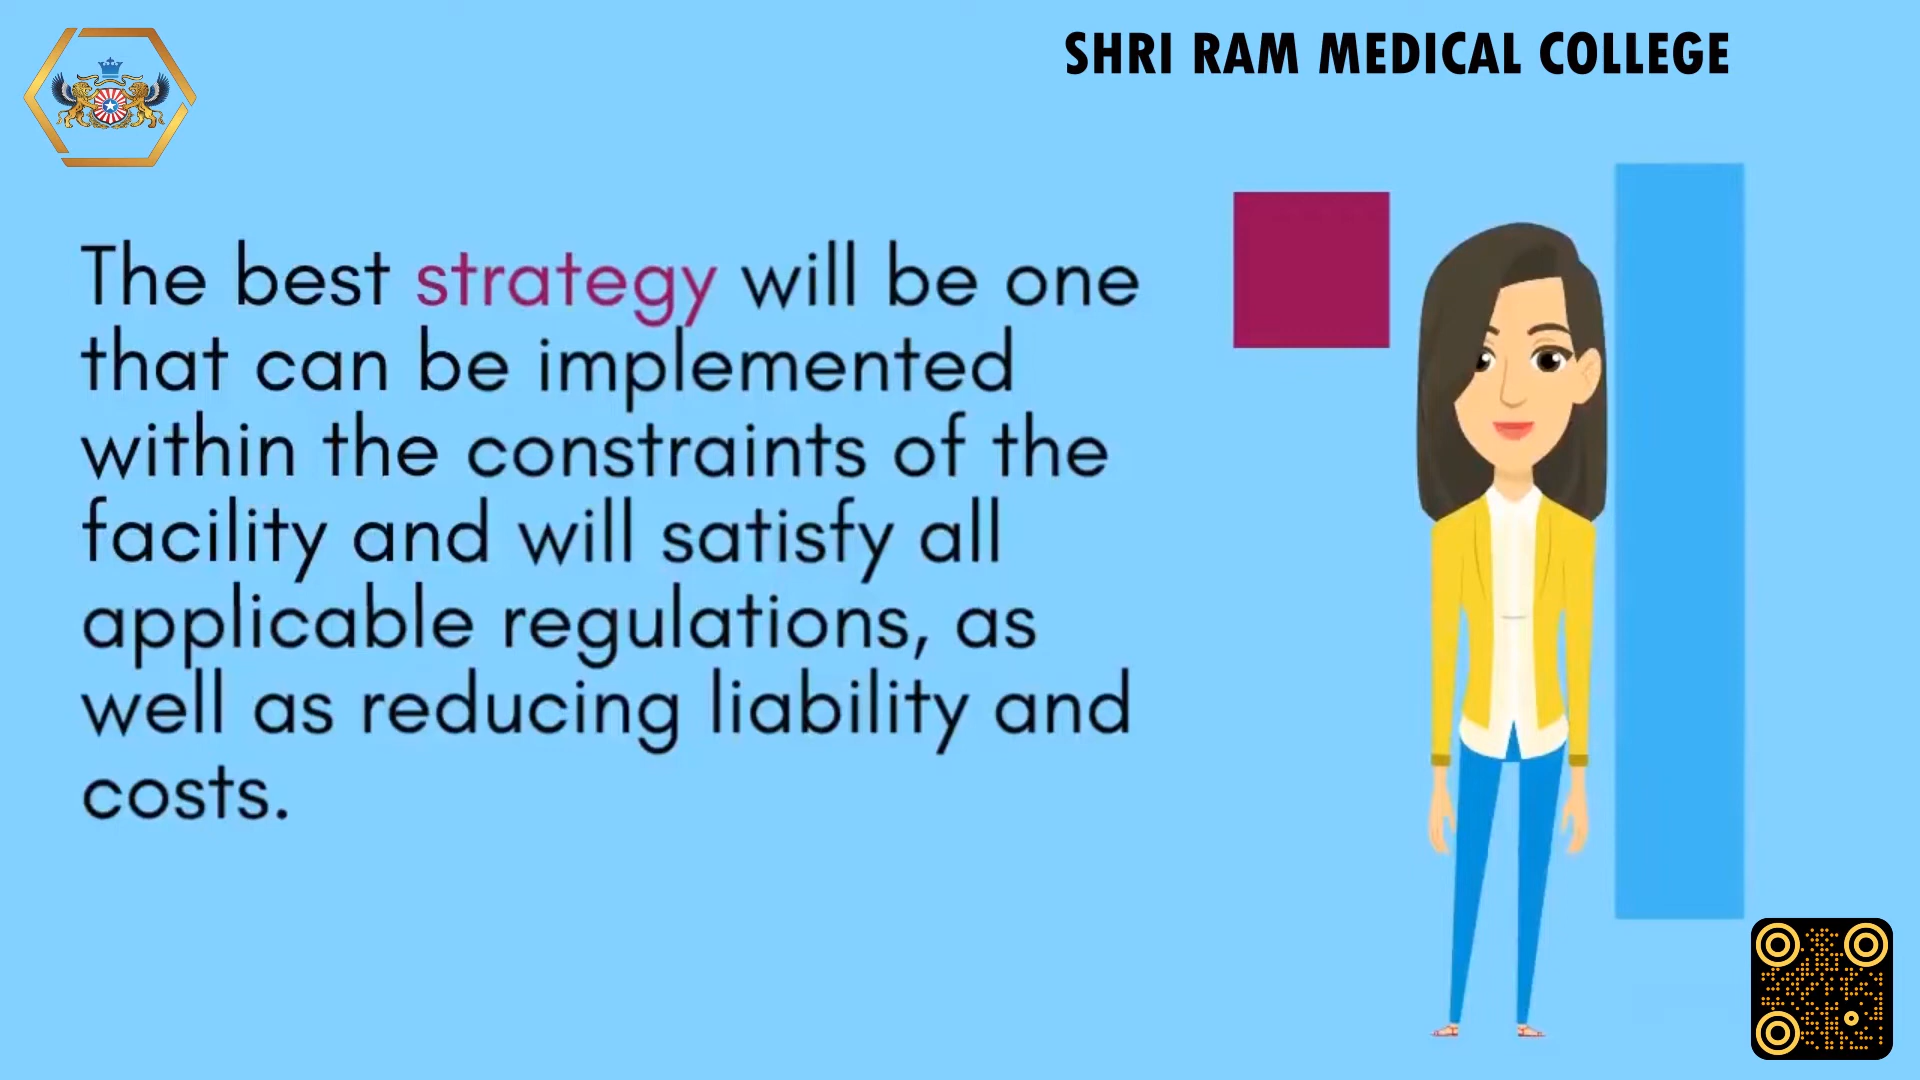 SHRI RAM MEDICAL COLLEGE
The best strategy will be one
that can be implemented
within the constraints of the
facility and will satisfy all
applicable regulations, as
well as reducing liability and
costs.